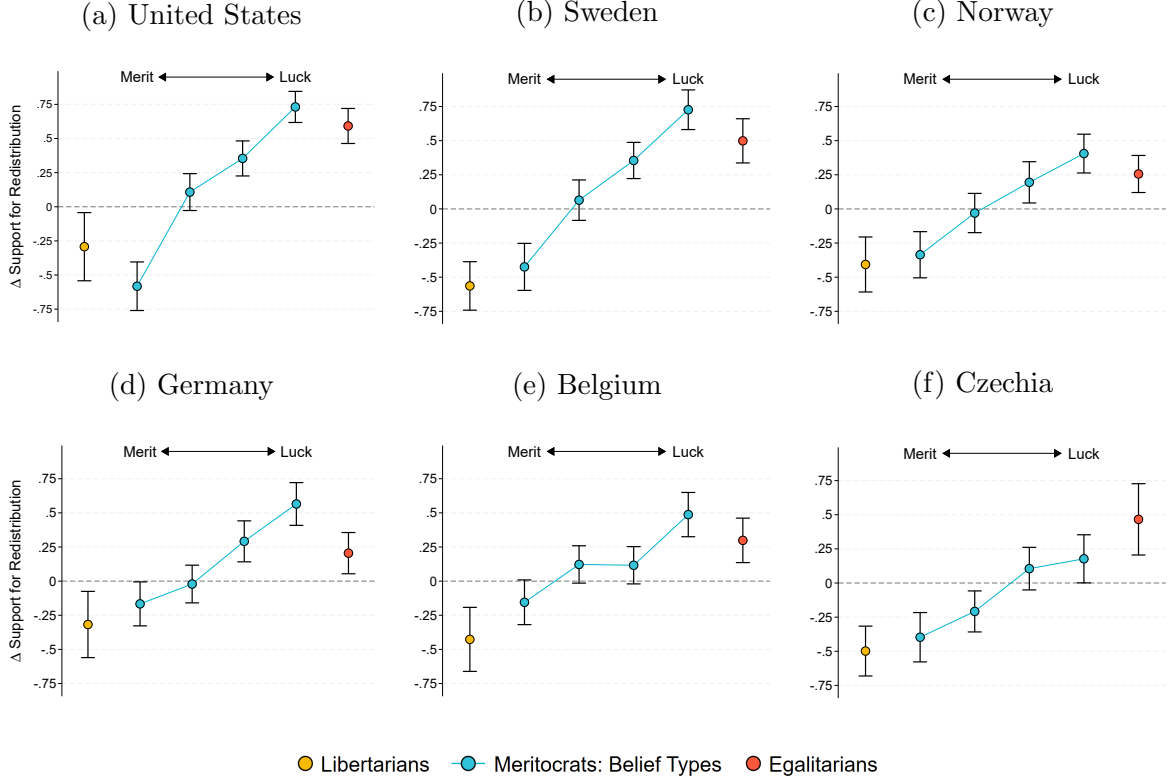 (a) United States
(b) Sweden
(c) Norway
Merit Luck
Merit Luck
Merit Luck
Δ Support for Redistribution
.75
.5
.25
0
-.25
-.5
-.75
.75
.5
.25
0
-.25
-.5
-.75
.75
.5
.25
0
-.25
-.5
-.75
(d) Germany
(e) Belgium
(f) Czechia
Merit Luck
Merit Luck
Merit Luck
Δ Support for Redistribution
.75
.5
.25
0
-.25
-.5
-.75
.75
.5
.25
0
-.25
-.5
-.75
.75
.5
.25
0
-.25
-.5
-.75
Libertarians Meritocrats: Belief Types Egalitarians